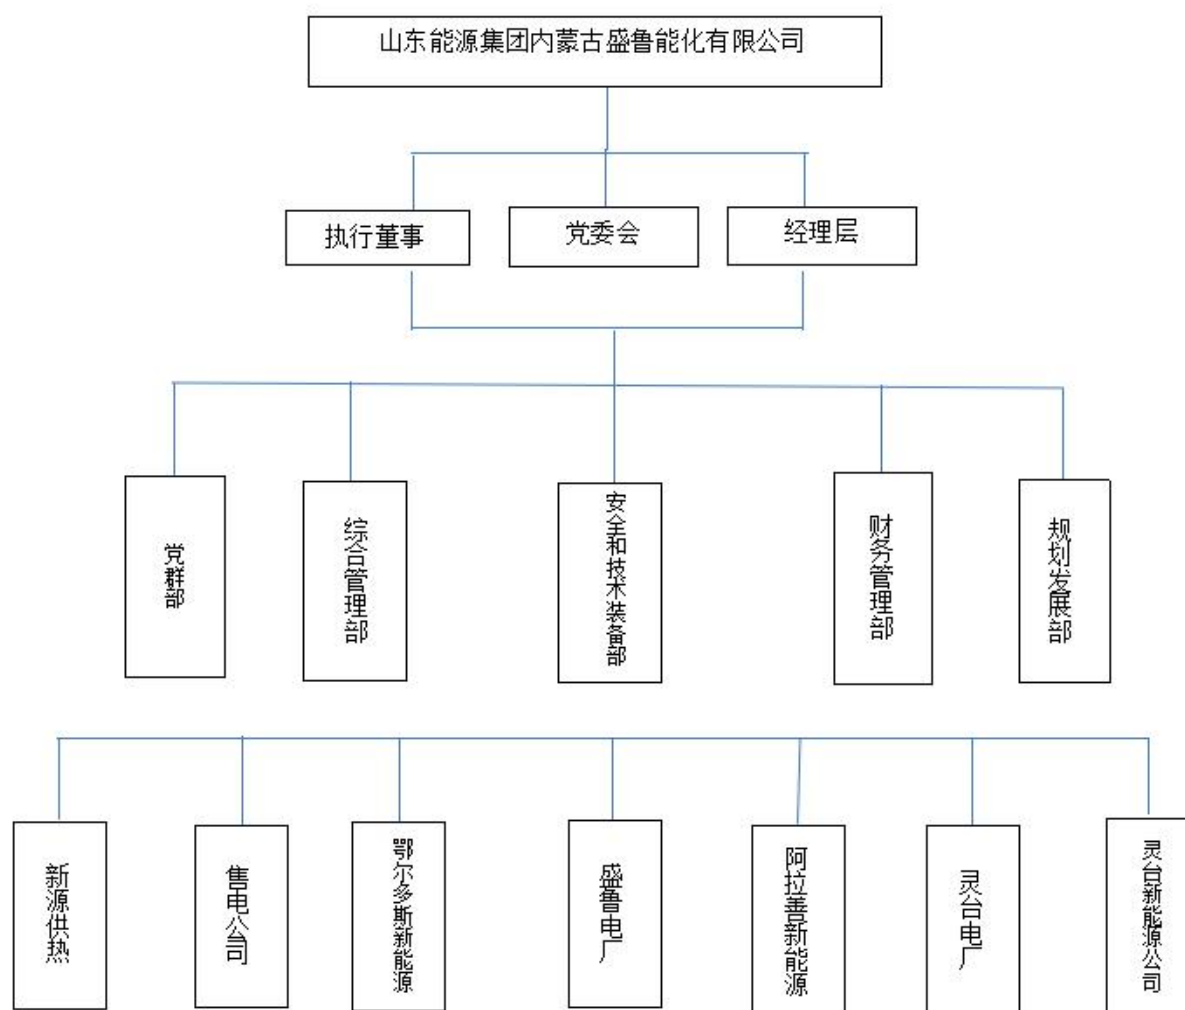 山东能源集团内蒙古盛鲁能化有限公司
执行董事
党委会
经理层
党群部
综合管理部
安全和技术装备部
财务管理部
规划发展部
新源供热
售电公司
鄂尔多斯新能源
盛鲁电厂
阿拉善新能源
灵台电厂
灵台新能源公司